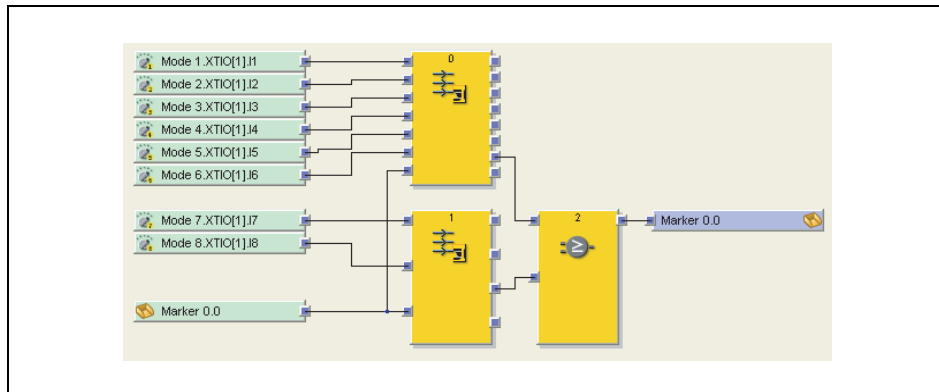 Mode 1.XTIO[1].I1
Mode 2.XTIO[1].I2
Mode 3.XTIO[1].I3
Mode 4.XTIO[1].I4
Mode 5.XTIO[1].I5
Mode 6.XTIO[1].I6
Mode 7.XTIO[1].I7
Mode 8.XTIO[1].I8
Marker 0.0
0
1
2
≥
Marker 0.0